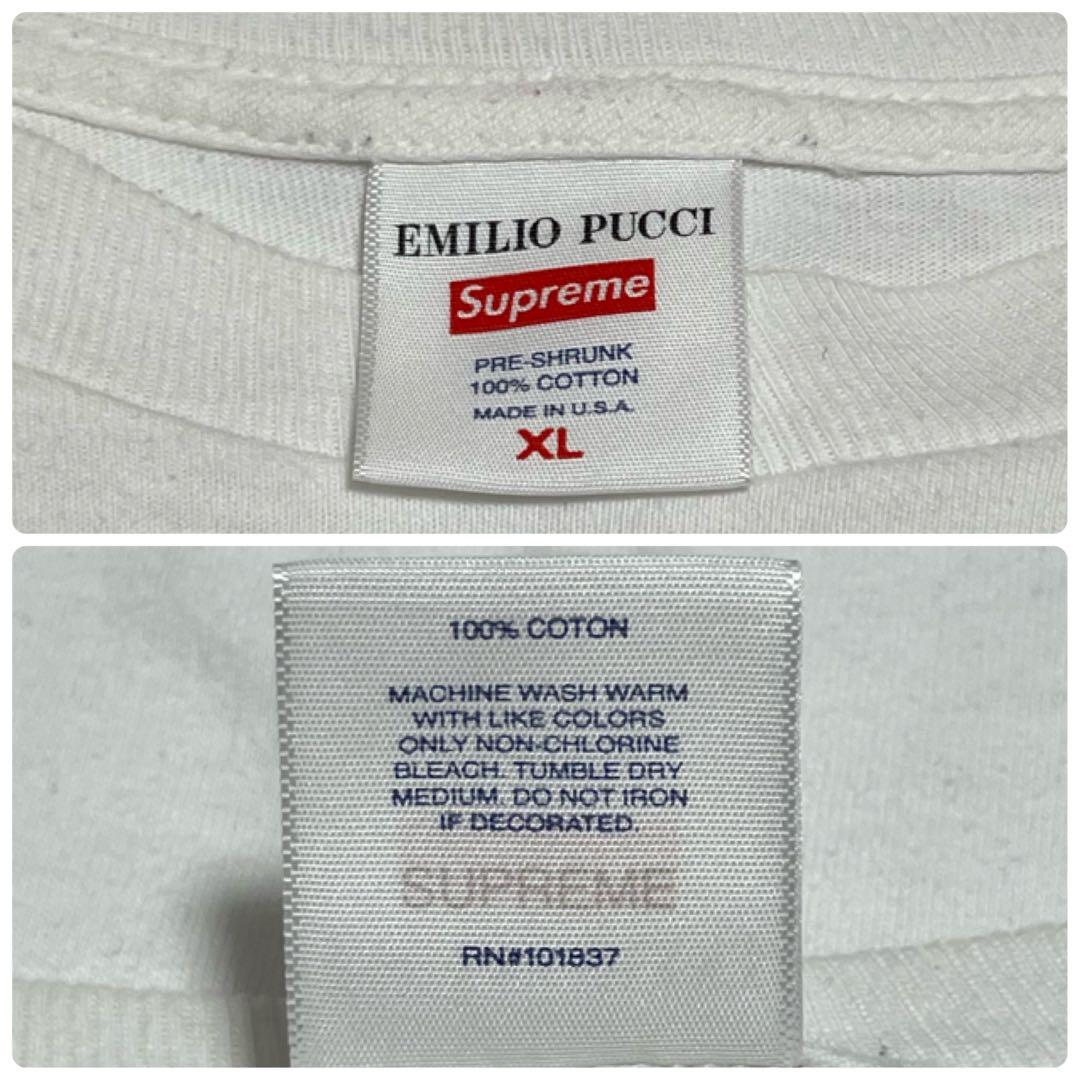 EMILIO PUCCI
Supreme
PRE-SHRUNK
100% COTTON
MADE IN U.S.A.
XL
100% COTON
MACHINE WASH WARM
WITH LIKE COLORS
ONLY NON-CHLORINE
BLEACH. TUMBLE DRY
MEDIUM. DO NOT IRON
IF DECORATED.
SUPREME
RN#101837